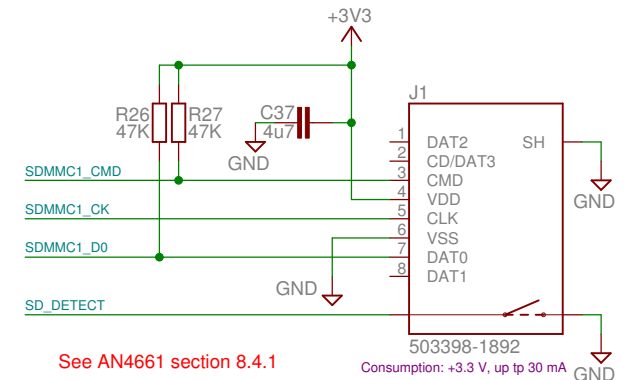 +3V3
J1
R26
47K
R27
47K
C37
4u7
GND
1 DAT2
2 CD/DAT3
3 CMD
4 VDD
5 CLK
6 VSS
7 DAT0
8 DAT1
SH
GND
SDMMC1_CMD
SDMMC1_CK
SDMMC1_D0
GND
SD_DETECT
503398-1892
See AN4661 section 8.4.1
Consumption: +3.3 V, up tp 30 mA
GND